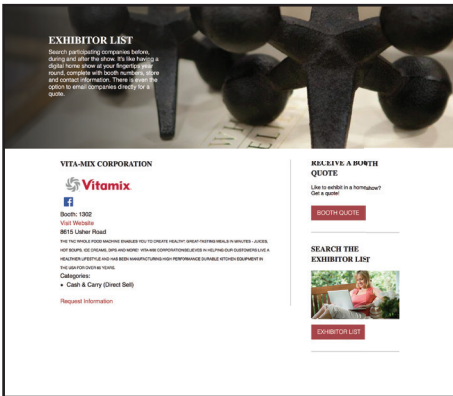 EXHIBITOR LIST
Search participating companies before,
during and after the show. It's like having a
digital home show at your fingertips year
round, complete with booth numbers, store
and contact information. There is even the
option to email companies directly for a
quote.
VITA-MIX CORPORATION
Vitamix
Booth: 1302
Visit Website
8615 Usher Road
THE TNC WHOLE FOOD MACHINE ENABLES YOU TO CREATE HEALTHY, GREAT-TASTING MEALS IN MINUTES - JUICES,
HOT SOUPS, ICE CREAMS, DIPS AND MORE! VITA-MIX CORPORATIONBELIEVES IN HELPING OUR CUSTOMERS LIVE A
HEALTHIER LIFESTYLE AND HAS BEEN MANUFACTURING HIGH PERFORMANCE DURABLE KITCHEN EQUIPMENT IN
THE USA FOR OVER 80 YEARS.
Categories:
• Cash & Carry (Direct Sell)
Request Information
RECEIVE A BOOTH
QUOTE
Like to exhibit in a homeshow?
Get a quote!
BOOTH QUOTE
SEARCH THE
EXHIBITOR LIST
EXHIBITOR LIST